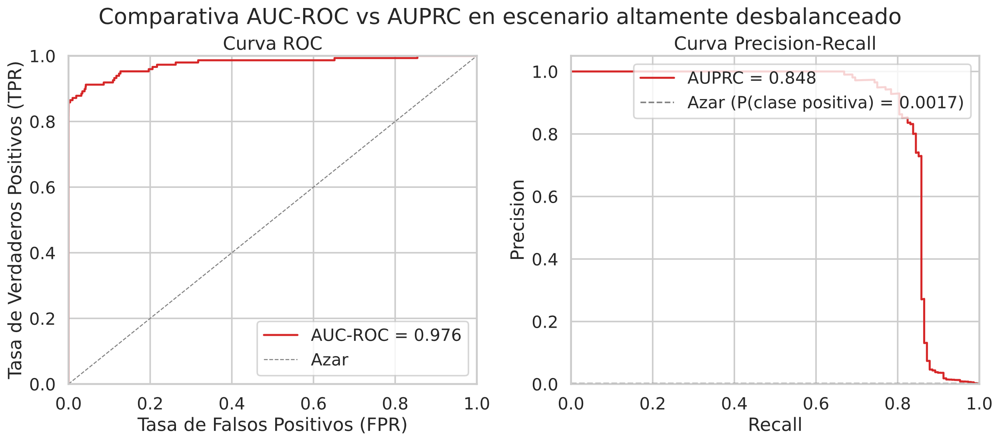 Comparativa AUC-ROC vs AUPRC en escenario altamente desbalanceado
Curva ROC
Tasa de Verdaderos Positivos (TPR)
1.0
0.8
0.6
0.4
0.2
0.0
AUC-ROC = 0.976
Azar
0.0 0.2 0.4 0.6 0.8 1.0
Tasa de Falsos Positivos (FPR)
Curva Precision-Recall
Precision
1.0
0.8
0.6
0.4
0.2
0.0
AUPRC = 0.848
Azar (P(clase positiva) = 0.0017)
0.0 0.2 0.4 0.6 0.8 1.0
Recall